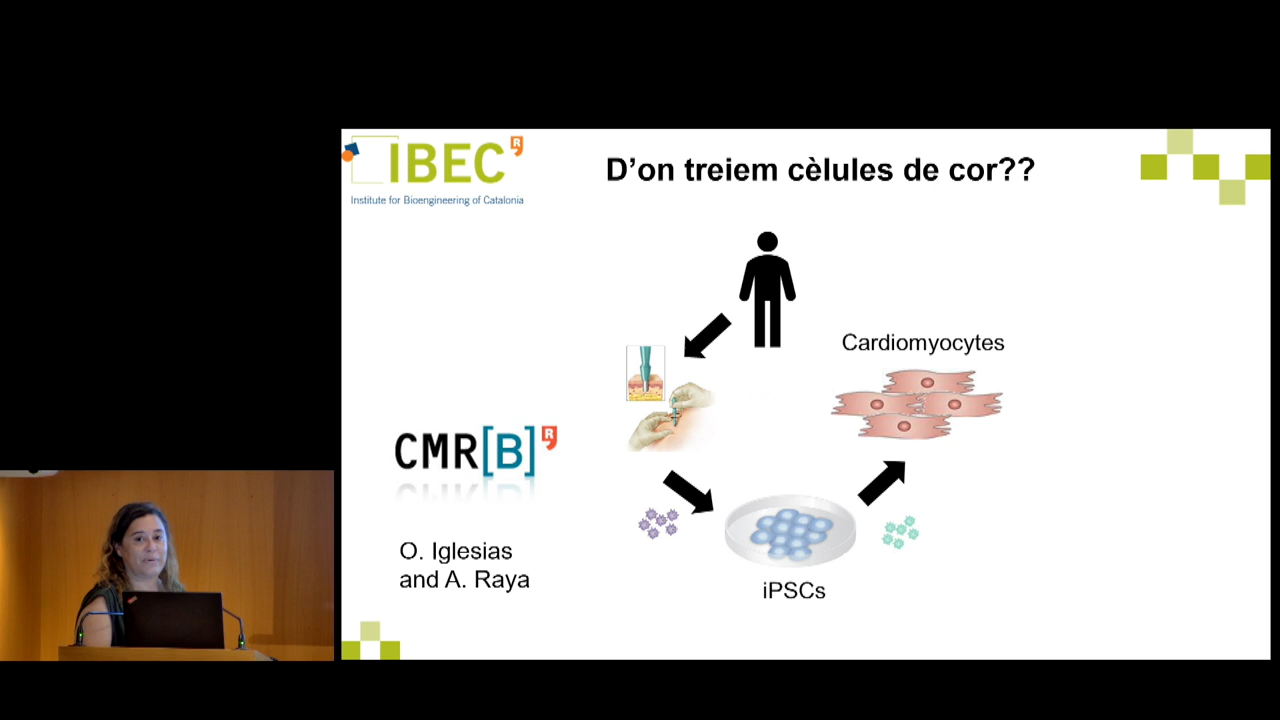 IBEC R
Institute for Bioengineering of Catalonia
D’on treiem cèlules de cor??
Cardiomyocytes
CMR[B] R
O. Iglesias
and A. Raya
iPSCs